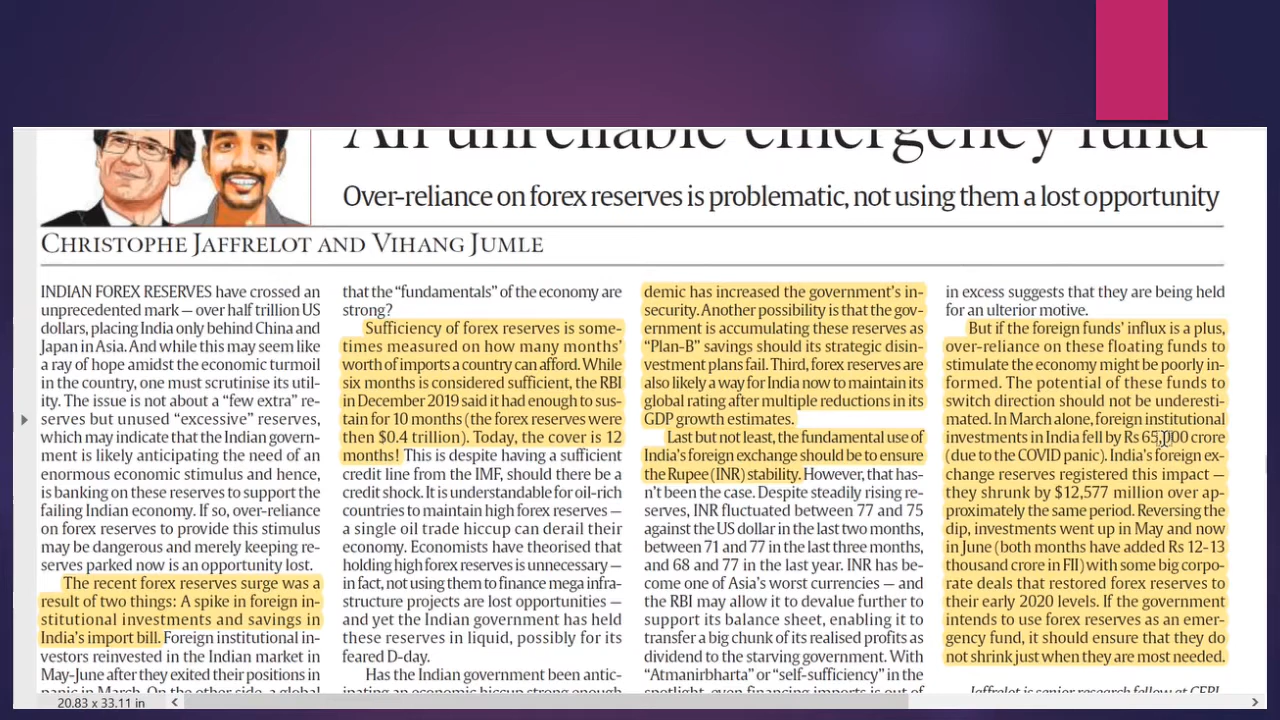 An unreliable emergency fund
Over-reliance on forex reserves is problematic, not using them a lost opportunity
CHRISTOPHE JAFFRELOT AND VIHANG JUMLE
INDIAN FOREX RESERVES have crossed an
unprecedented mark — over half trillion US
dollars, placing India only behind China and
Japan in Asia. And while this may seem like
a ray of hope amidst the economic turmoil
in the country, one must scrutinise its util-
ity. The issue is not about a “few extra” re-
serves but unused “excessive” reserves,
which may indicate that the Indian govern-
ment is likely anticipating the need of an
enormous economic stimulus and hence,
is banking on these reserves to support the
failing Indian economy. If so, over-reliance
on forex reserves to provide this stimulus
may be dangerous and merely keeping re-
serves parked now is an opportunity lost.
The recent forex reserves surge was a
result of two things: A spike in foreign in-
stitutional investments and savings in
India's import bill. Foreign institutional in-
vestors reinvested in the Indian market in
May-June after they exited their positions in
panic in March. On the other side, a global
that the “fundamentals” of the economy are
strong?
Sufficiency of forex reserves is some-
times measured on how many months'
worth of imports a country can afford. While
six months is considered sufficient, the RBI
in December 2019 said it had enough to sus-
tain for 10 months (the forex reserves were
then $0.4 trillion). Today, the cover is 12
months! This is despite having a sufficient
credit line from the IMF, should there be a
credit shock. It is understandable for oil-rich
countries to maintain high forex reserves —
a single oil trade hiccup can derail their
economy. Economists have theorised that
holding high forex reserves is unnecessary —
in fact, not using them to finance mega infra-
structure projects are lost opportunities —
and yet the Indian government has held
these reserves in liquid, possibly for its
feared D-day.
Has the Indian government been antic-
ipating an economic hiccup strong enough
demic has increased the government's in-
security. Another possibility is that the gov-
ernment is accumulating these reserves as
“Plan-B” savings should its strategic disin-
vestment plans fail. Third, forex reserves are
also likely a way for India now to maintain its
global rating after multiple reductions in its
GDP growth estimates.
Last but not least, the fundamental use of
India's foreign exchange should be to ensure
the Rupee (INR) stability. However, that has-
n't been the case. Despite steadily rising re-
serves, INR fluctuated between 77 and 75
against the US dollar in the last two months,
between 71 and 77 in the last three months,
and 68 and 77 in the last year. INR has be-
come one of Asia's worst currencies — and
the RBI may allow it to devalue further to
support its balance sheet, enabling it to
transfer a big chunk of its realised profits as
dividend to the starving government. With
“Atmanirbharta” or “self-sufficiency” in the
spotlight, even financing imports is out of
in excess suggests that they are being held
for an ulterior motive.
But if the foreign funds' influx is a plus,
over-reliance on these floating funds to
stimulate the economy might be poorly in-
formed. The potential of these funds to
switch direction should not be underesti-
mated. In March alone, foreign institutional
investments in India fell by Rs 65,000 crore
(due to the COVID panic). India's foreign ex-
change reserves registered this impact —
they shrunk by $12,577 million over ap-
proximately the same period. Reversing the
dip, investments went up in May and now
in June (both months have added Rs 12-13
thousand crore in FII) with some big corpo-
rate deals that restored forex reserves to
their early 2020 levels. If the government
intends to use forex reserves as an emer-
gency fund, it should ensure that they do
not shrink just when they are most needed.
Jaffrelot is senior research fellow at CERI-
20.83 x 33.11 in